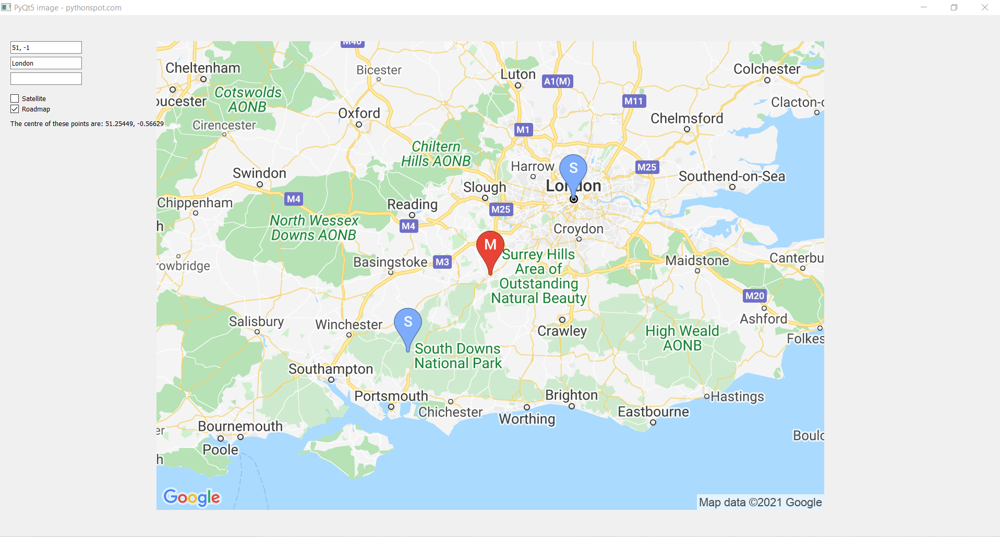 PyQt5 image - pythonspot.com
51, -1
London
Satellite
Roadmap
The centre of these points are: 51.25449, -0.56629
M40
Cheltenham
Bicester
Luton
A1(M)
Colchester
oucester
Cotswolds
AONB
M11
Clacton-o
Oxford
Chelmsford
Cirencester
M1
Chiltern
Hills AONB
Swindon
Harrow
S
M25
Southend-on-Sea
London
Slough
Chippenham
M4
Reading
M25
North Wessex
Downs AONB
M4
h
Croydon
M
Surrey Hills
Area of
Outstanding
Natural Beauty
rowbridge
Basingstoke
M3
Maidstone
Canterbu
M20
Ashford
Salisbury
Winchester
S
Crawley
High Weald
AONB
Folkes
South Downs
National Park
Southampton
Portsmouth
Chichester
Worthing
Brighton
Hastings
Eastbourne
er
Bournemouth
Poole
Boulo
h
Google
Map data ©2021 Google